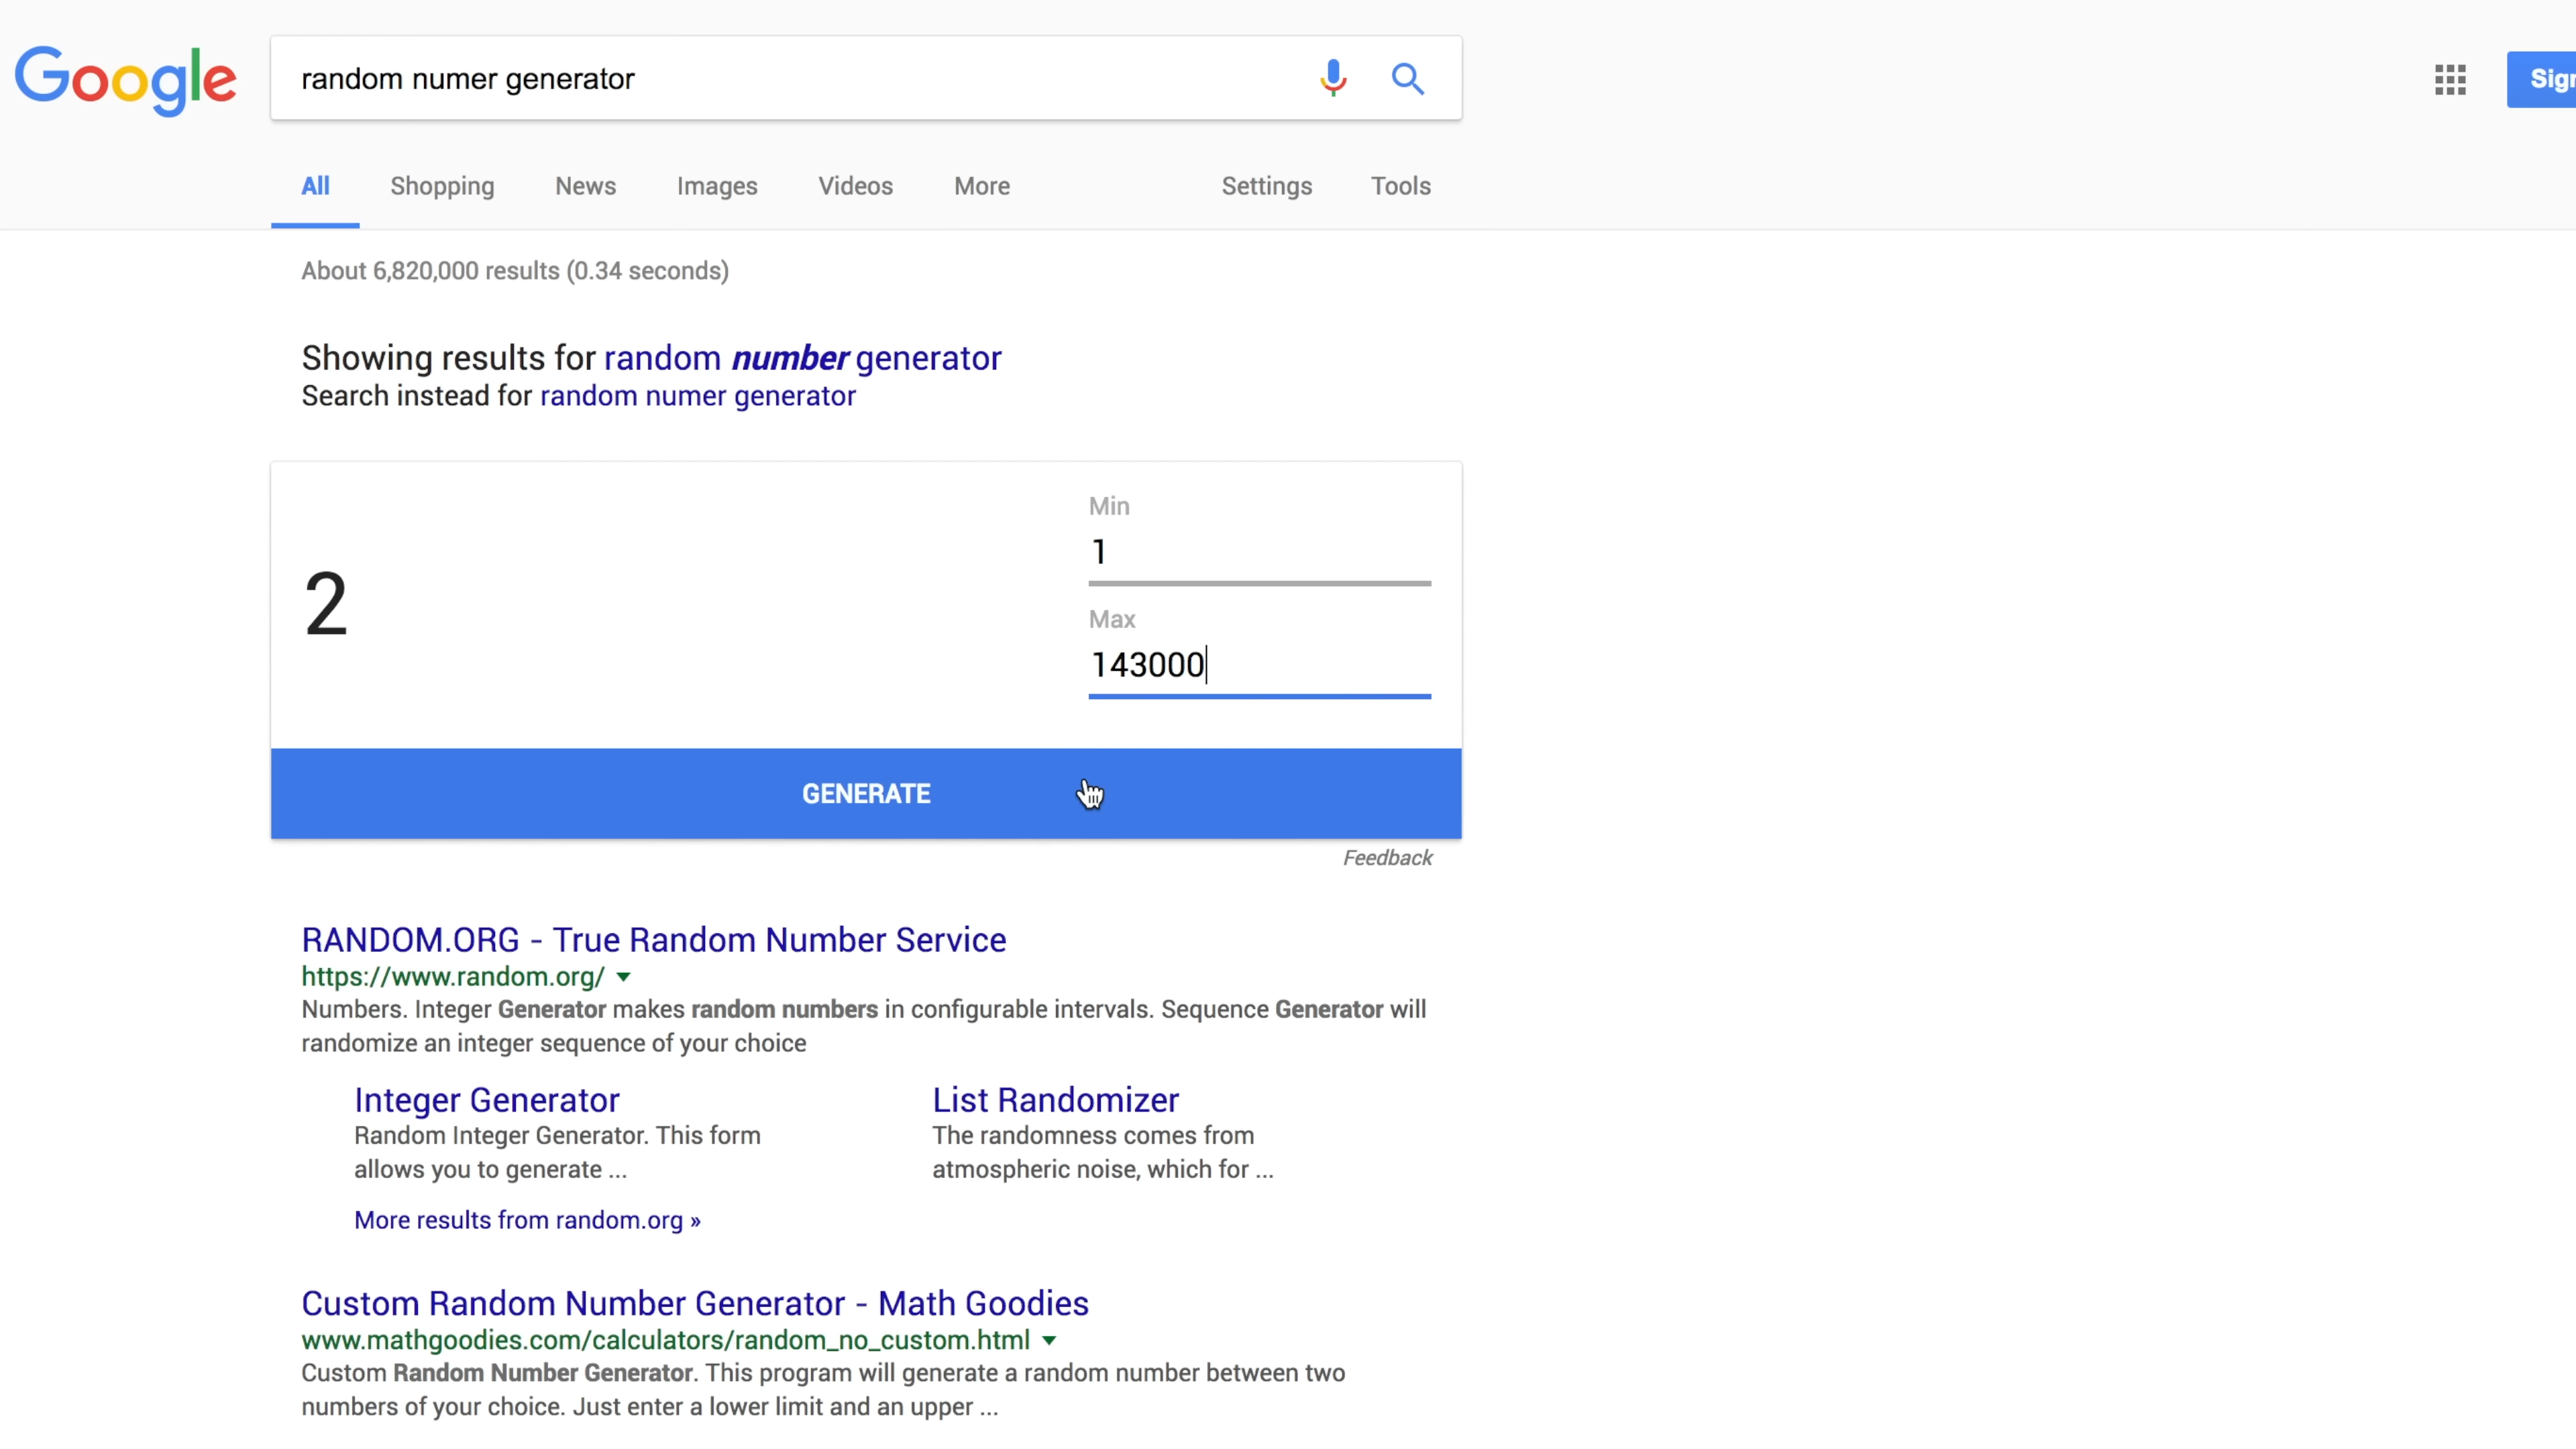 Google
random numer generator
Sign
All Shopping News Images Videos More Settings Tools
About 6,820,000 results (0.34 seconds)
Showing results for random number generator
Search instead for random numer generator
Min
1
2
Max
143000
GENERATE
Feedback
RANDOM.ORG - True Random Number Service
https://www.random.org/
Numbers. Integer Generator makes random numbers in configurable intervals. Sequence Generator will
randomize an integer sequence of your choice
Integer Generator
Random Integer Generator. This form
allows you to generate ...
List Randomizer
The randomness comes from
atmospheric noise, which for ...
More results from random.org »
Custom Random Number Generator - Math Goodies
www.mathgoodies.com/calculators/random_no_custom.html
Custom Random Number Generator. This program will generate a random number between two
numbers of your choice. Just enter a lower limit and an upper ...